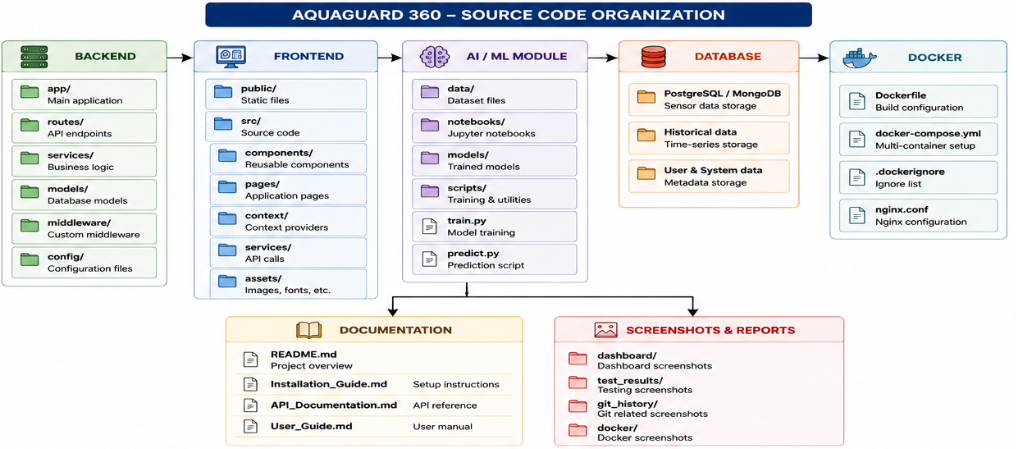 AQUAGUARD 360 – SOURCE CODE ORGANIZATION
BACKEND
app/
Main application
routes/
API endpoints
services/
Business logic
models/
Database models
middleware/
Custom middleware
config/
Configuration files
FRONTEND
public/
Static files
src/
Source code
components/
Reusable components
pages/
Application pages
context/
Context providers
services/
API calls
assets/
Images, fonts, etc.
AI / ML MODULE
data/
Dataset files
notebooks/
Jupyter notebooks
models/
Trained models
scripts/
Training & utilities
train.py
Model training
predict.py
Prediction script
DATABASE
PostgreSQL / MongoDB
Sensor data storage
Historical data
Time-series storage
User & System data
Metadata storage
DOCKER
Dockerfile
Build configuration
docker-compose.yml
Multi-container setup
.dockerignore
Ignore list
nginx.conf
Nginx configuration
DOCUMENTATION
README.md
Project overview
Installation_Guide.md Setup instructions
API_Documentation.md API reference
User_Guide.md User manual
SCREENSHOTS & REPORTS
dashboard/
Dashboard screenshots
test_results/
Testing screenshots
git_history/
Git related screenshots
docker/
Docker screenshots